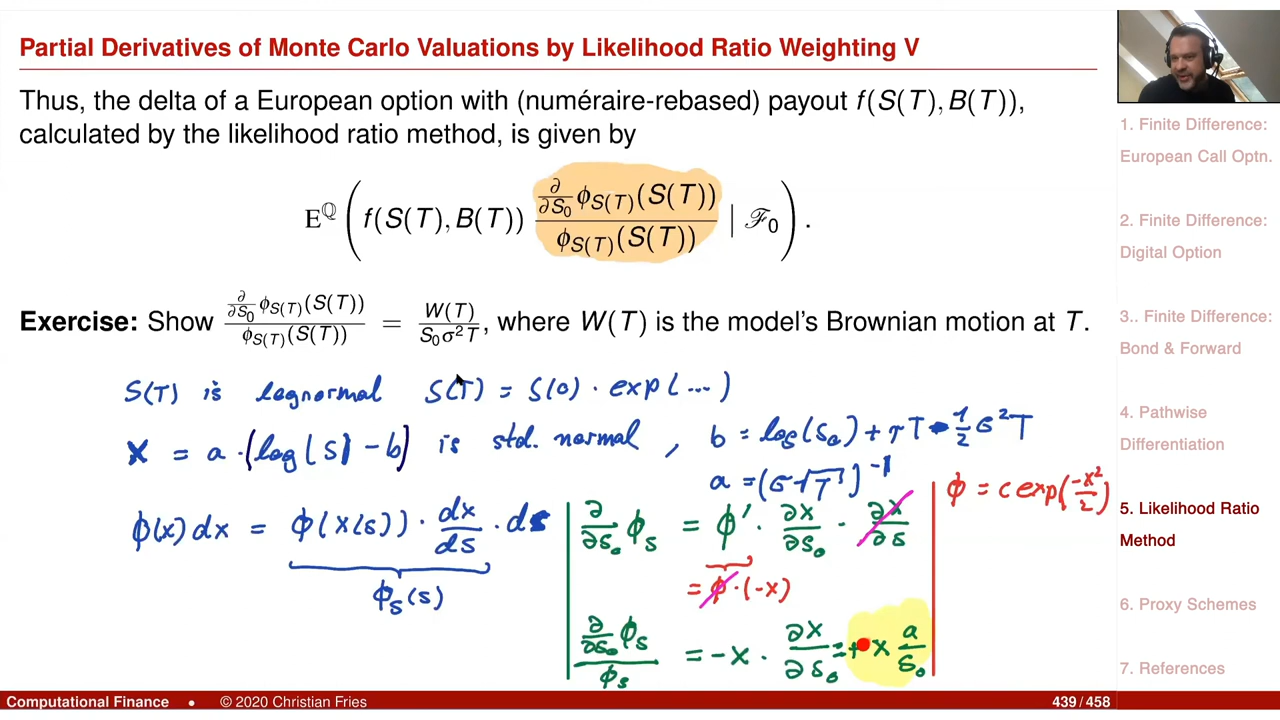 Partial Derivatives of Monte Carlo Valuations by Likelihood Ratio Weighting V
Thus, the delta of a European option with (numéraire-rebased) payout f(S(T), B(T)),
calculated by the likelihood ratio method, is given by
E^ℚ ( f(S(T), B(T)) (∂/∂S₀ ϕ_S(T)(S(T))) / (ϕ_S(T)(S(T))) | ℱ₀ ) .
Exercise: Show (∂/∂S₀ ϕ_S(T)(S(T))) / (ϕ_S(T)(S(T))) = W(T) / (S₀σ²T), where W(T) is the model's Brownian motion at T.
S(T) is lognormal S(T) = S(0) · exp(...)
X = a · (log(S) - b) is std. normal, b = log(S₀) + rT - 1/2 σ²T
a = (σ √T)^-1
ϕ(x) dx = ϕ(x(s)) · dx/ds · ds
ϕ_S(s)
∂/∂S₀ ϕ_S = ϕ' · ∂x/∂S₀ · ∂x/∂s
= ϕ · (-x)
(∂/∂S₀ ϕ_S) / ϕ_S = -x · ∂x/∂S₀ = + x a/S₀
ϕ = c exp(-x²/2)
1. Finite Difference:
European Call Optn.
2. Finite Difference:
Digital Option
3.. Finite Difference:
Bond & Forward
4. Pathwise
Differentiation
5. Likelihood Ratio
Method
6. Proxy Schemes
7. References
Computational Finance • © 2020 Christian Fries 439/458